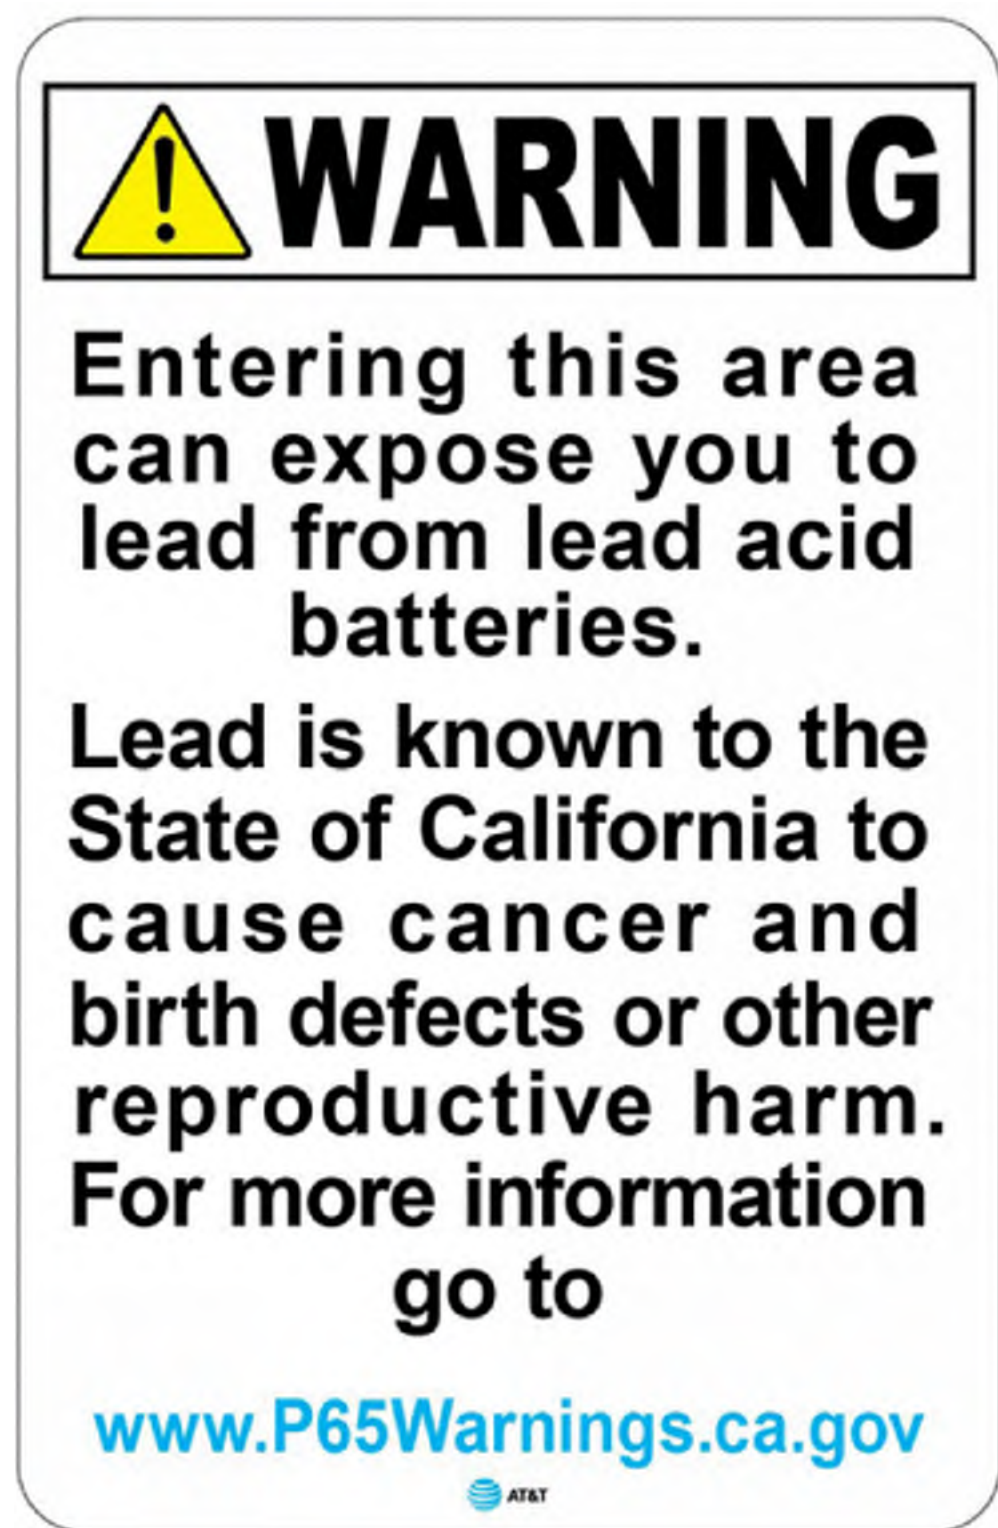 WARNING
Entering this area
can expose you to
lead from lead acid
batteries.
Lead is known to the
State of California to
cause cancer and
birth defects or other
reproductive harm.
For more information
go to
www.P65Warnings.ca.gov
AT&T